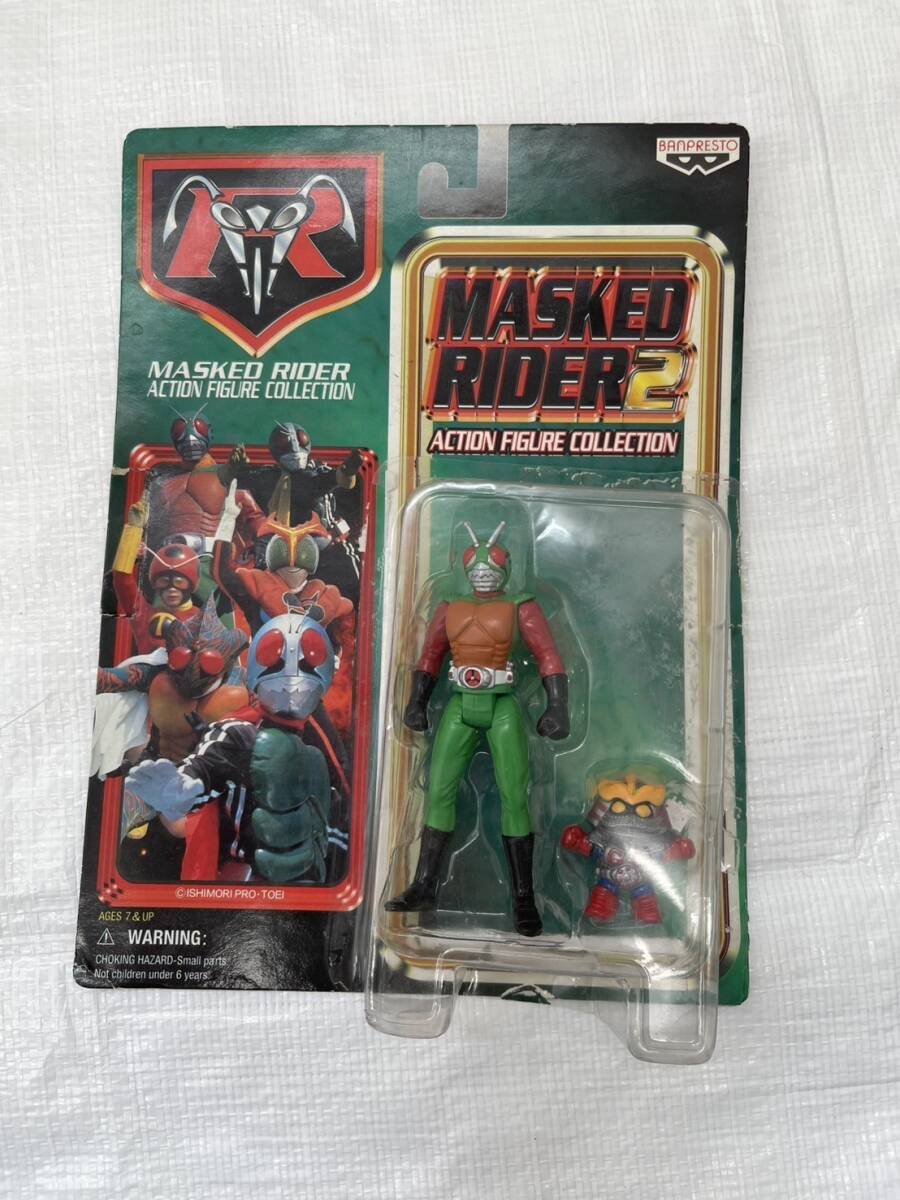 BANPRESTO
MASKED RIDER
ACTION FIGURE COLLECTION
MASKED
RIDER2
ACTION FIGURE COLLECTION
T
©ISHIMORI PRO・TOEI
AGES 7 & UP
⚠ WARNING:
CHOKING HAZARD-Small parts
Not children under 6 years.